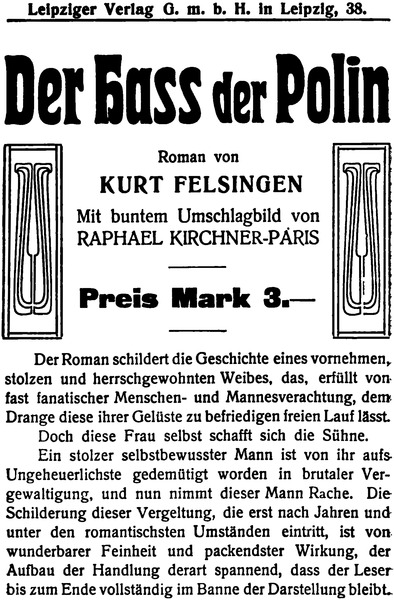 Leipziger Verlag G. m. b. H. in Leipzig, 38.
Der Hass der Polin
Roman von
KURT FELSINGEN
Mit buntem Umschlagbild von
RAPHAEL KIRCHNER-PARIS
Preis Mark 3.—
Der Roman schildert die Geschichte eines vornehmen,
stolzen und herrschgewohnten Weibes, das, erfüllt von
fast fanatischer Menschen- und Mannesverachtung, dem
Drange diese ihrer Gelüste zu befriedigen freien Lauf lässt.
Doch diese Frau selbst schafft sich die Sühne.
Ein stolzer selbstbewusster Mann ist von ihr aufs
Ungeheuerlichste gedemütigt worden in brutaler Ver-
gewaltigung, und nun nimmt dieser Mann Rache. Die
Schilderung dieser Vergeltung, die erst nach Jahren und
unter den romantischsten Umständen eintritt, ist von
wunderbarer Feinheit und packendster Wirkung, der
Aufbau der Handlung derart spannend, dass der Leser
bis zum Ende vollständig im Banne der Darstellung bleibt.